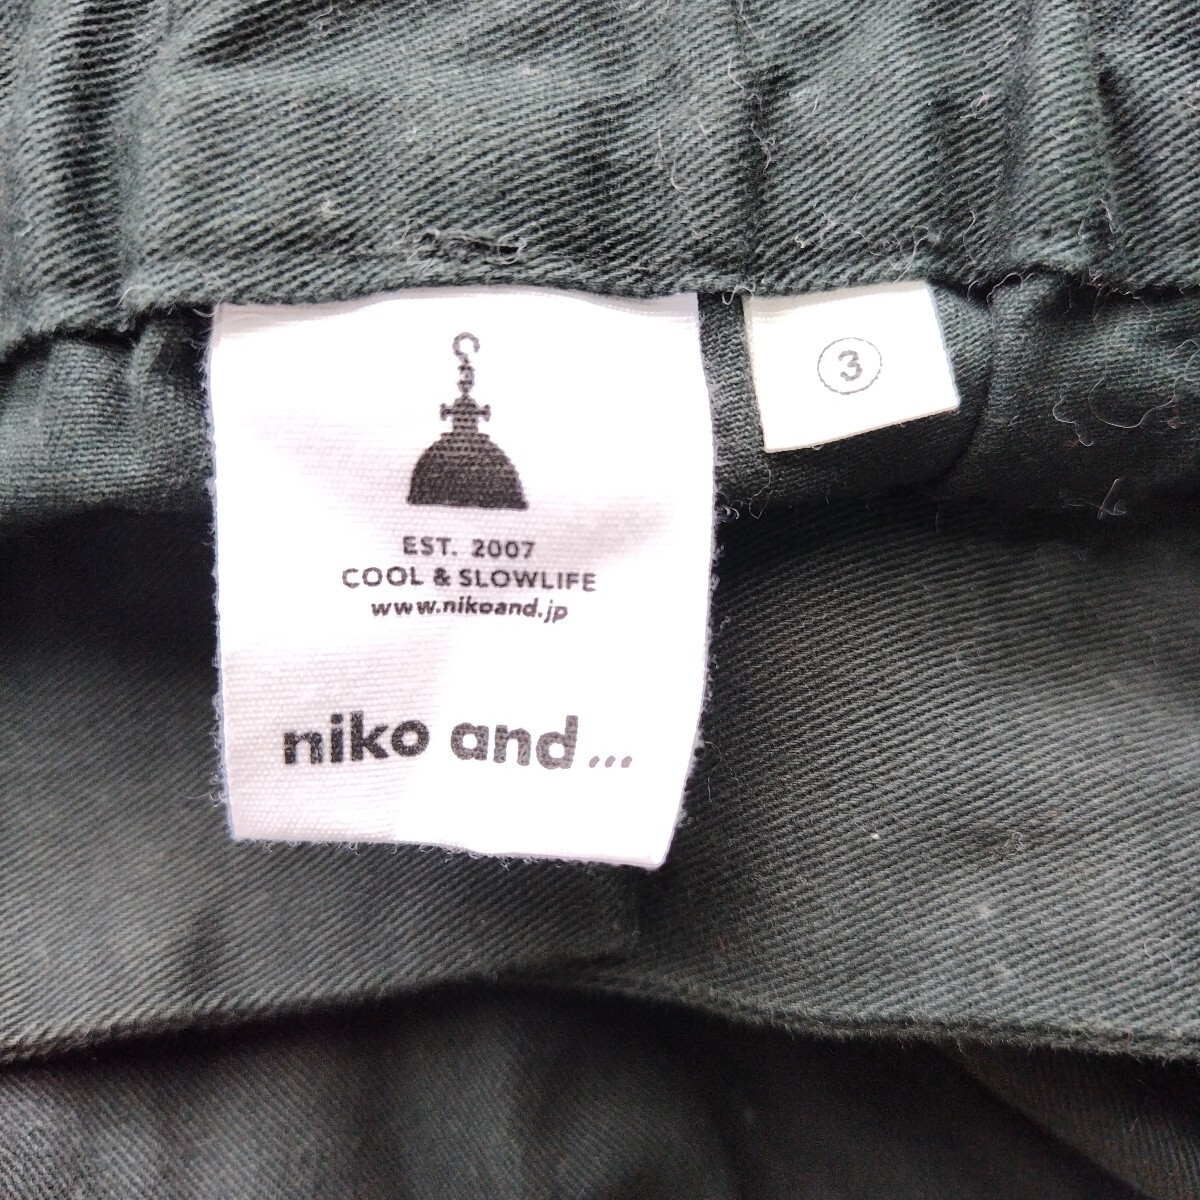 EST. 2007
COOL & SLOWLIFE
www.nikoand.jp
niko and...
3